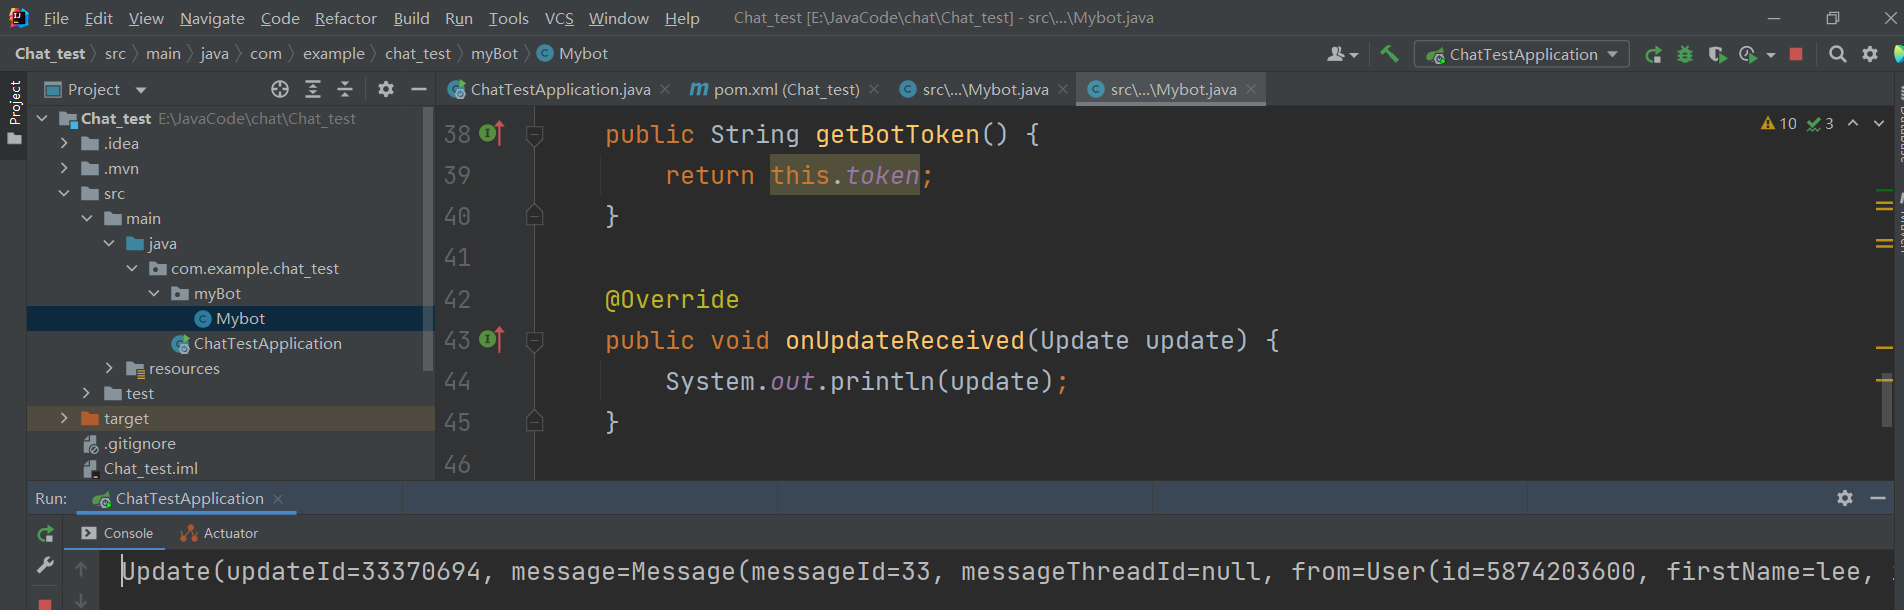 File Edit View Navigate Code Refactor Build Run Tools VCS Window Help Chat_test [E:\JavaCode\chat\Chat_test] - src\...\Mybot.java
Chat_test src main java com example chat_test myBot Mybot ChatTestApplication
Project
Project
ChatTestApplication.java pom.xml (Chat_test) src\...\Mybot.java src\...\Mybot.java
Chat_test E:\JavaCode\chat\Chat_test
.idea
.mvn
src
main
java
com.example.chat_test
myBot
Mybot
ChatTestApplication
resources
test
target
.gitignore
Chat_test.iml
10 3
38 public String getBotToken() {
39 return this.token;
40 }
41
42 @Override
43 public void onUpdateReceived(Update update) {
44 System.out.println(update);
45 }
46
Run: ChatTestApplication
Console Actuator
Update(updateId=33370694, message=Message(messageId=33, messageThreadId=null, from=User(id=5874203600, firstName=lee,